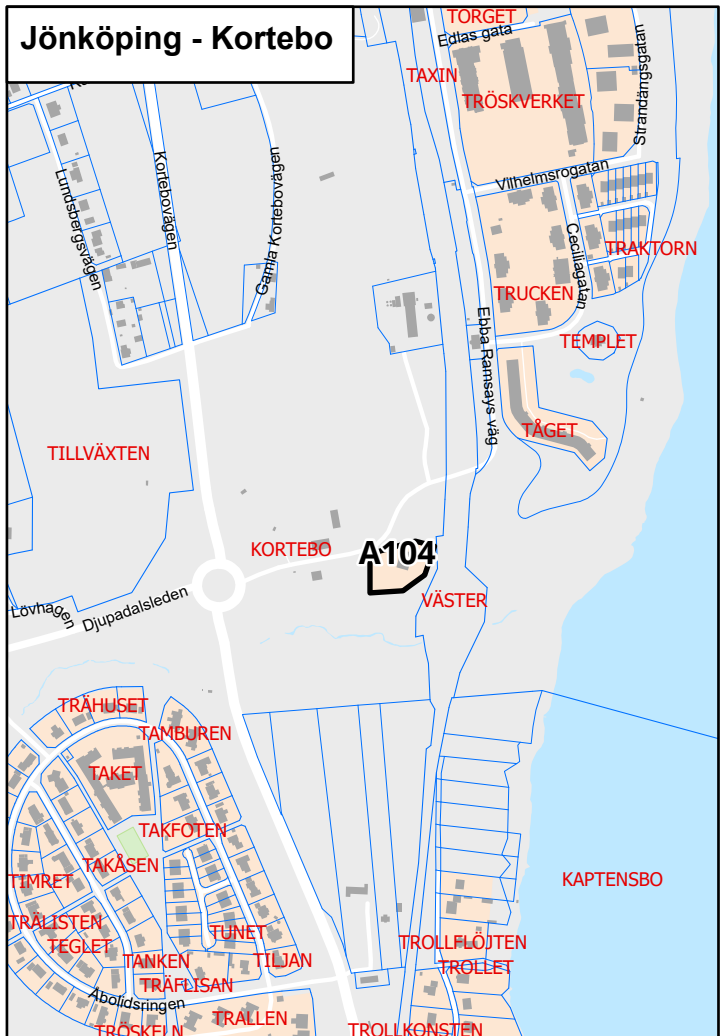 Jönköping - Kortebo
TORGET
Edlas gata
TAXIN
TRÖSKVERKET
Strandängsgatan
Vilhelmsrogatan
Kortebovägen
Gamla Kortebovägen
Lundsbergsvägen
Ceciliagatan
TRAKTORN
TRUCKEN
TEMPLET
Ebba Ramsays väg
TÅGET
TILLVÄXTEN
KORTEBO
A104
VÄSTER
Lövhagen
Djupadalsleden
TRÄHUSET
TAMBUREN
TAKET
TAKFOTEN
TAKÅSEN
TIMRET
KAPTENSBO
TRÄLISTEN
TEGLET
TUNET
TROLLFLÖJTEN
TANKEN
TILJAN
TROLLET
TRÄFLISAN
Åbolidsringen
TRALLEN
TRÖSKELN
TROLLKONSTEN